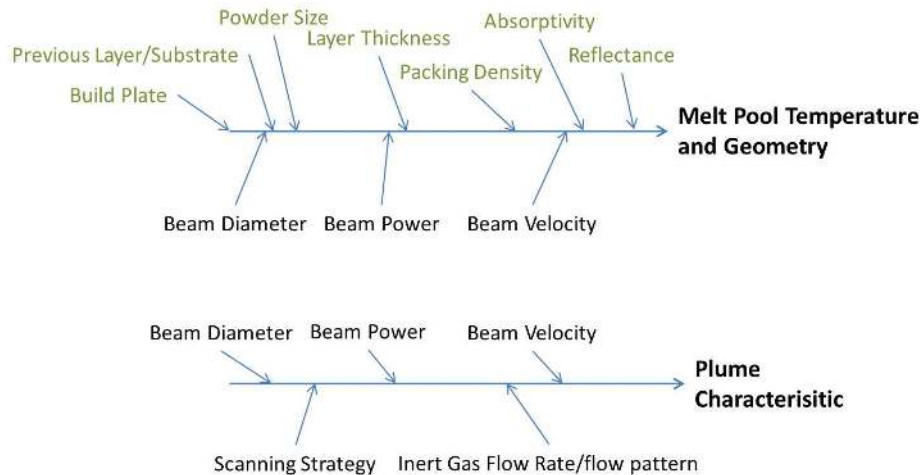 Powder Size
Absorptivity
Layer Thickness
Previous Layer/Substrate
Reflectance
Packing Density
Build Plate
Melt Pool Temperature
and Geometry
Beam Diameter
Beam Power
Beam Velocity
Beam Diameter
Beam Power
Beam Velocity
Plume
Characterisitic
Scanning Strategy
Inert Gas Flow Rate/flow pattern